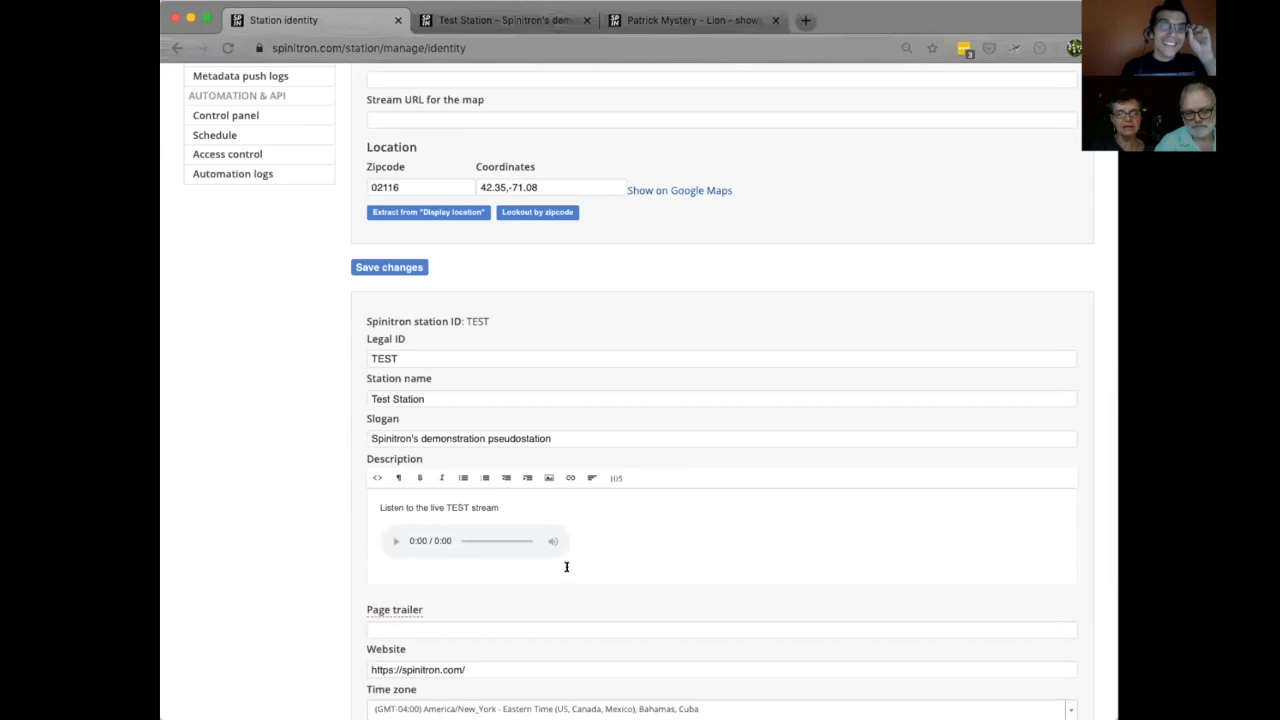 Station identity
Test Station – Spinitron's dem
Patrick Mystery - Lion - shows
spinitron.com/station/manage/identity
3
Metadata push logs
AUTOMATION & API
Control panel
Schedule
Access control
Automation logs
Stream URL for the map
Location
Zipcode
Coordinates
02116
42.35,-71.08
Show on Google Maps
Extract from "Display location"
Lookout by zipcode
Save changes
Spinitron station ID: TEST
Legal ID
TEST
Station name
Test Station
Slogan
Spinitron's demonstration pseudostation
Description
105
Listen to the live TEST stream
0:00 / 0:00
Page trailer
Website
https://spinitron.com/
Time zone
(GMT-04:00) America/New_York - Eastern Time (US, Canada, Mexico), Bahamas, Cuba